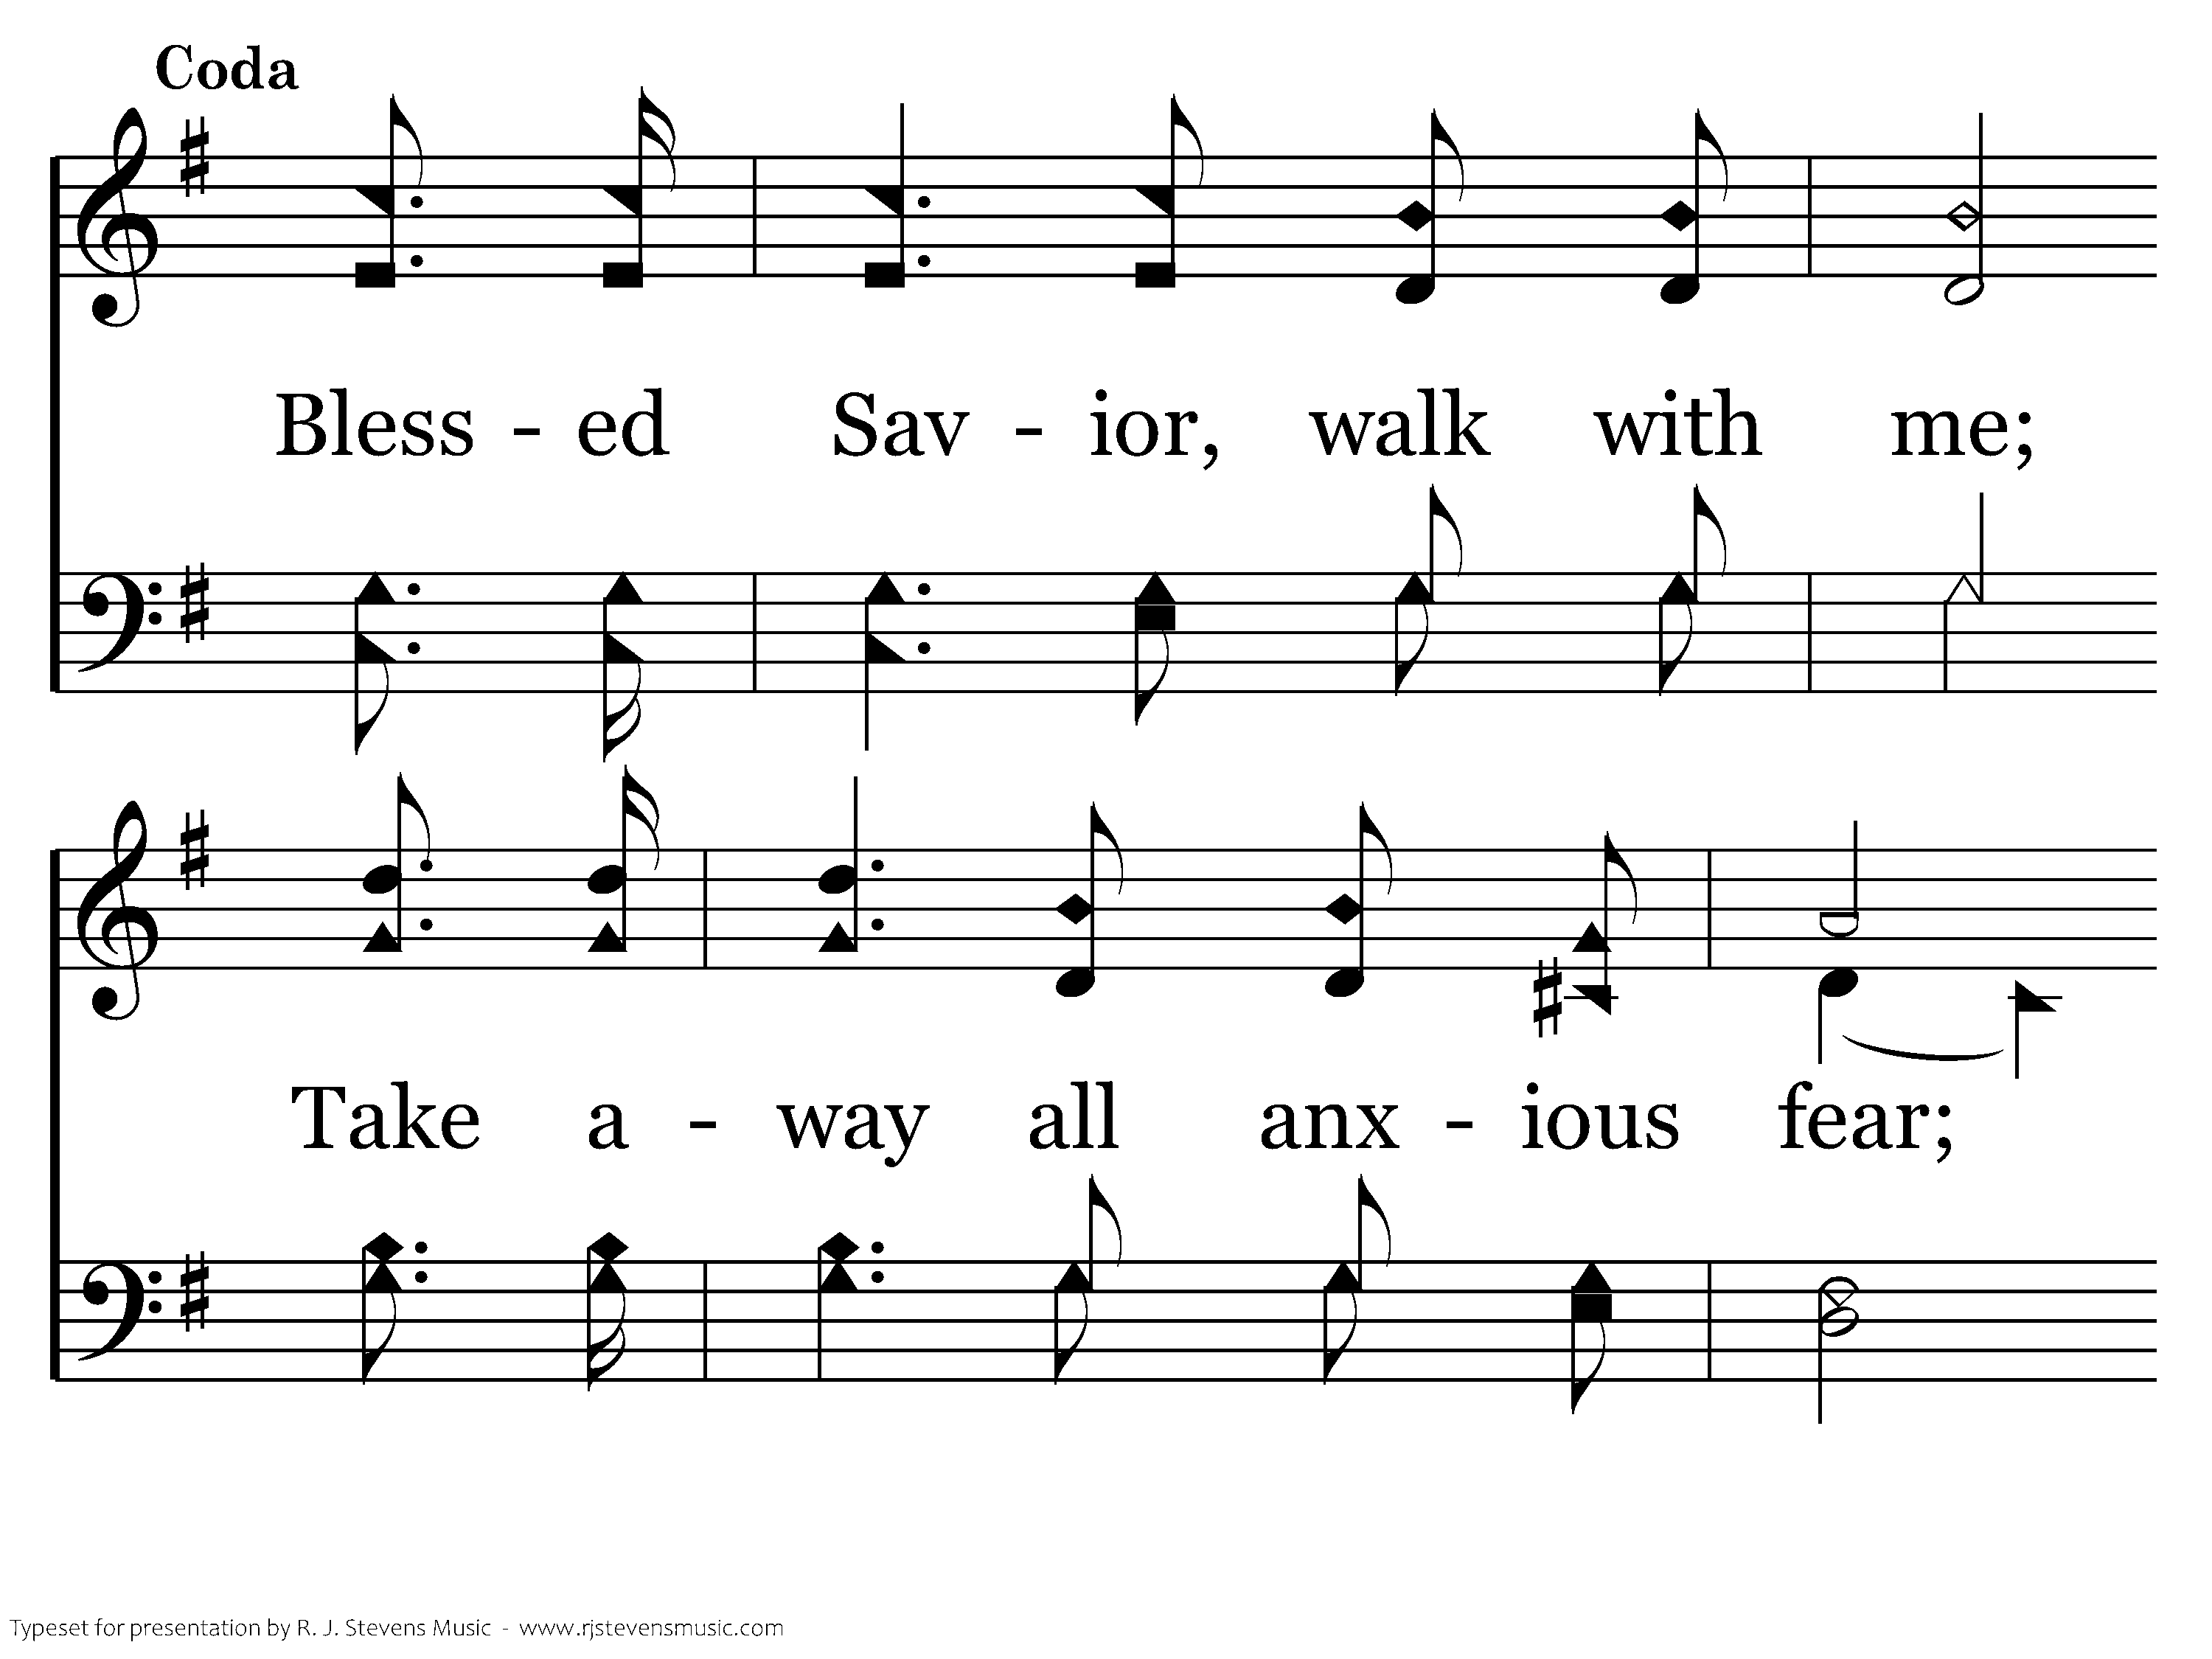 Coda
Bless - ed Sav - ior, walk with me;
Take a - way all anx - ious fear;
Typeset for presentation by R. J. Stevens Music - www.rjstevensmusic.com